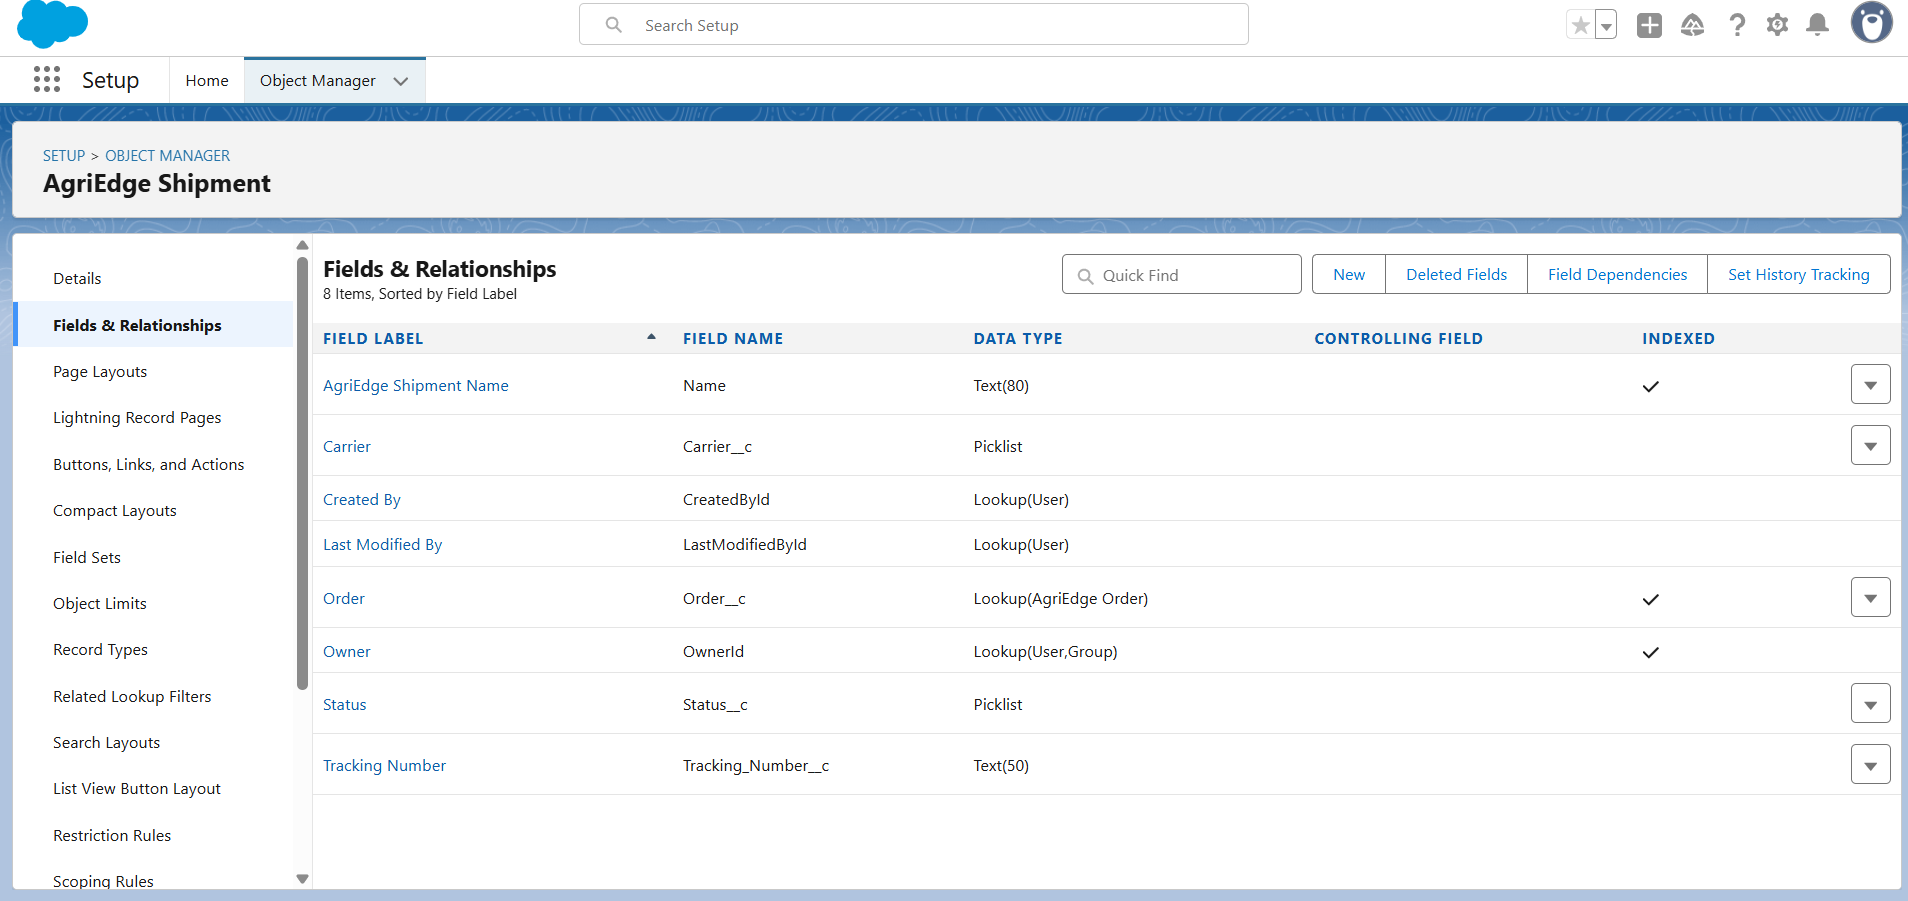 Search Setup
Setup
Home
Object Manager
SETUP > OBJECT MANAGER
AgriEdge Shipment
Details
Fields & Relationships
Page Layouts
Lightning Record Pages
Buttons, Links, and Actions
Compact Layouts
Field Sets
Object Limits
Record Types
Related Lookup Filters
Search Layouts
List View Button Layout
Restriction Rules
Scoping Rules
Fields & Relationships
8 Items, Sorted by Field Label
Quick Find
New
Deleted Fields
Field Dependencies
Set History Tracking
FIELD LABEL FIELD NAME DATA TYPE CONTROLLING FIELD INDEXED
AgriEdge Shipment Name Name Text(80)
Carrier Carrier__c Picklist
Created By CreatedById Lookup(User)
Last Modified By LastModifiedById Lookup(User)
Order Order__c Lookup(AgriEdge Order)
Owner OwnerId Lookup(User,Group)
Status Status__c Picklist
Tracking Number Tracking_Number__c Text(50)